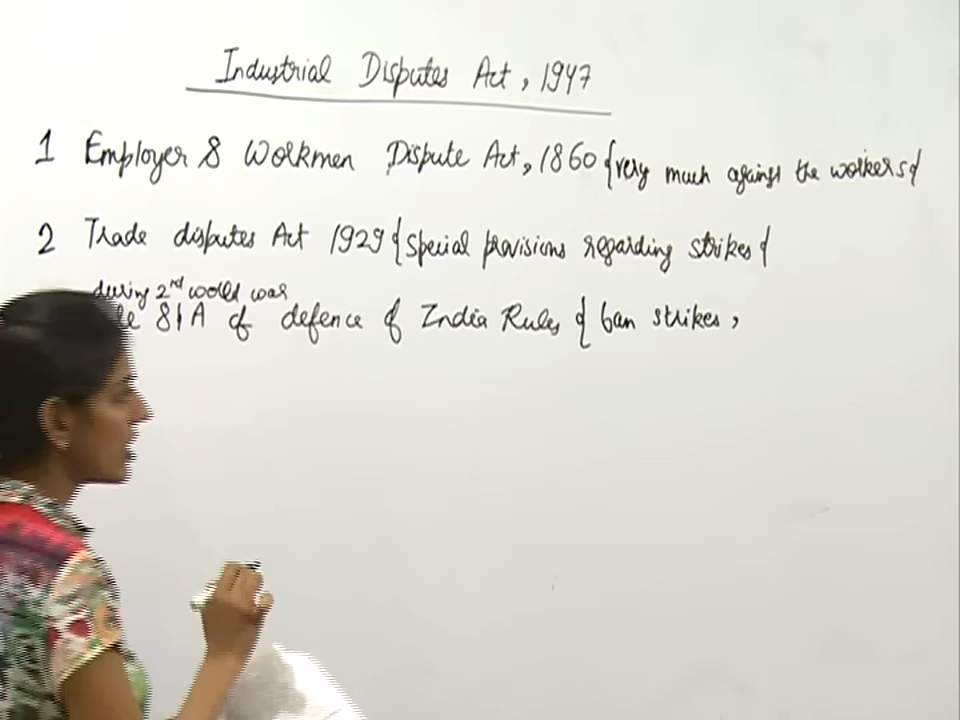 Industrial Disputes Act, 1947
1 Employer & Workmen Dispute Act, 1860 {very much against the workers}
2 Trade disputes Act 1929 {special provisions regarding strikes}
during 2nd world war
81A of defence of India Rules { ban strikes,